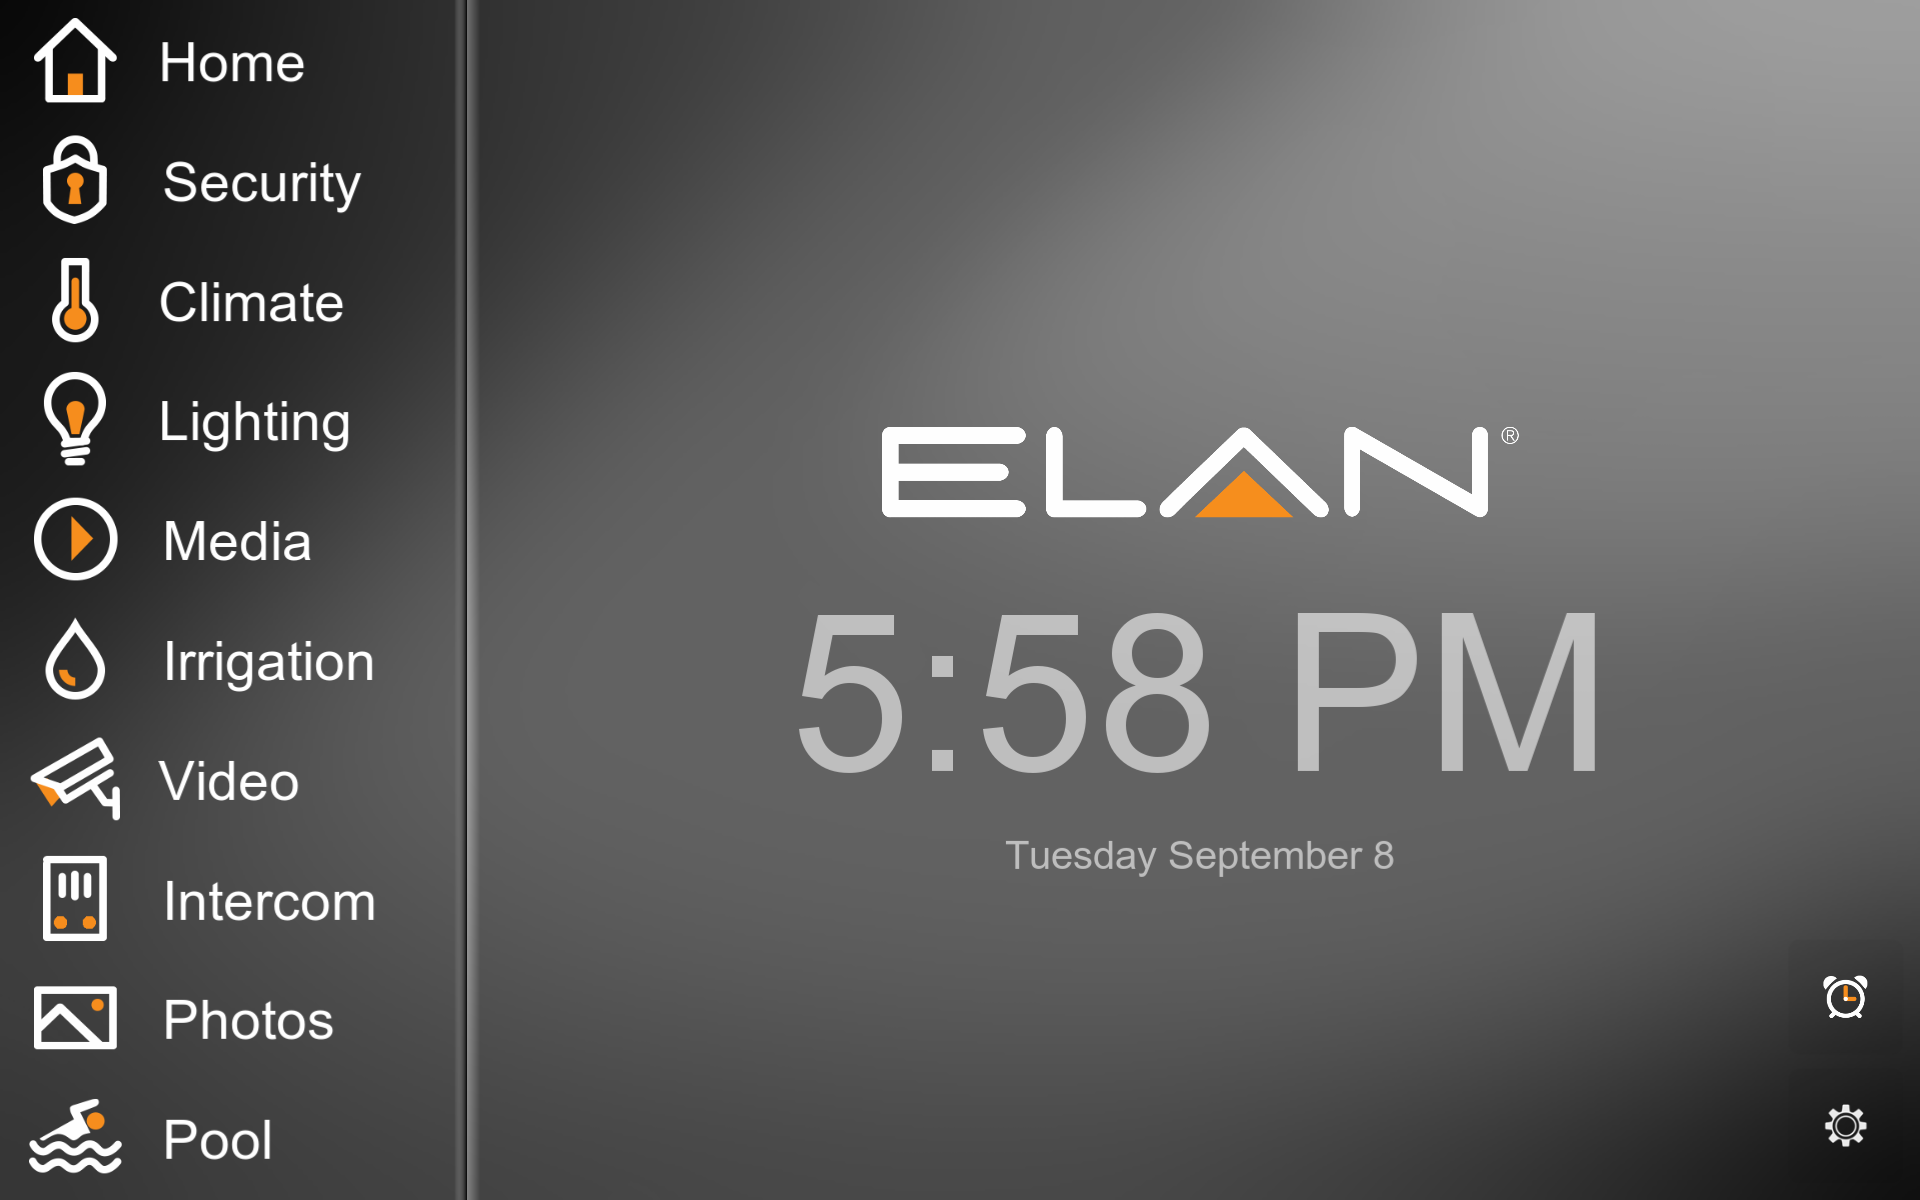 Home
Security
Climate
Lighting
Media
Irrigation
Video
Intercom
Photos
Pool
ELAN®
5:58 PM
Tuesday September 8